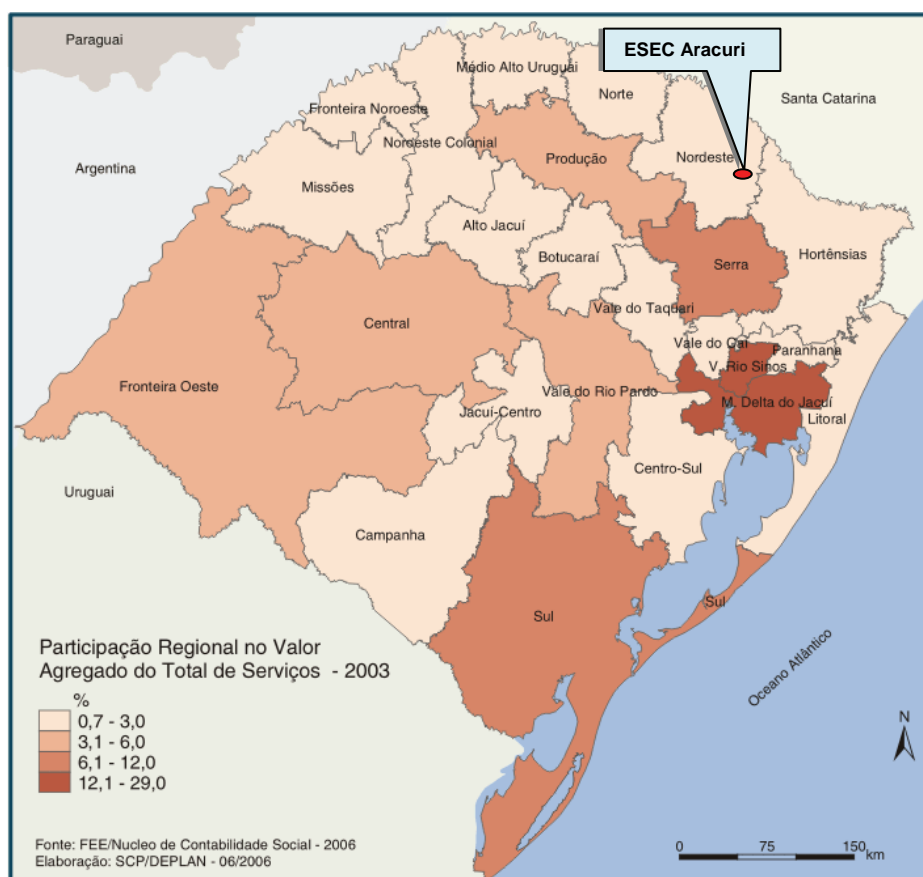 Paraguai
ESEC Aracuri
Médio Alto Uruguai
Norte
Santa Catarina
Fronteira Noroeste
Noroeste Colonial
Argentina
Produção
Nordeste
Missões
Alto Jacuí
Botucaraí
Serra
Hortênsias
Vale do Taquari
Central
Vale do Caí
Paranhana
V. Rio Sinos
Fronteira Oeste
Vale do Rio Pardo
M. Delta do Jacuí
Jacuí-Centro
Litoral
Centro-Sul
Uruguai
Campanha
Sul
Sul
Oceano Atlântico
Participação Regional no Valor
Agregado do Total de Serviços - 2003
%
0,7 - 3,0
3,1 - 6,0
6,1 - 12,0
12,1 - 29,0
N
Fonte: FEE/Nucleo de Contabilidade Social - 2006
Elaboração: SCP/DEPLAN - 06/2006
0 75 150 km